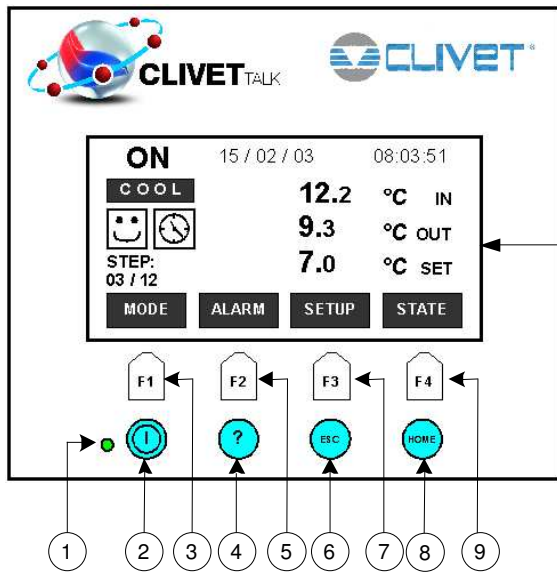 CLIVET TALK
CLIVET®
ON 15 / 02 / 03 08:03:51
COOL 12.2 °C IN
9.3 °C OUT
STEP: 7.0 °C SET
03 / 12
MODE ALARM SETUP STATE
F1 F2 F3 F4
? ESC HOME
1 2 3 4 5 6 7 8 9